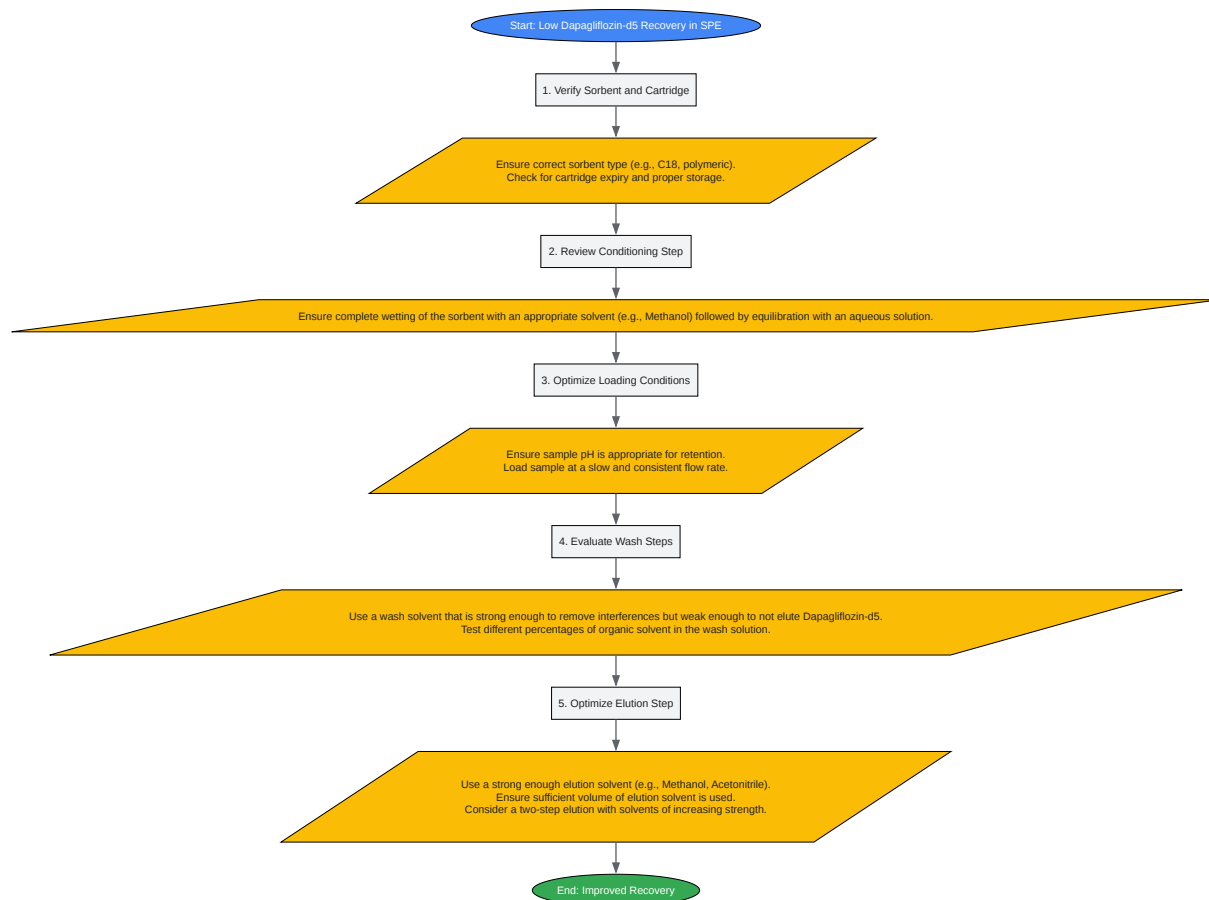 Start: Low Dapagliflozin-d5 Recovery in SPE
1. Verify Sorbent and Cartridge
Ensure correct sorbent type (e.g., C18, polymeric).
Check for cartridge expiry and proper storage.
2. Review Conditioning Step
Ensure complete wetting of the sorbent with an appropriate solvent (e.g., Methanol) followed by equilibration with an aqueous solution.
3. Optimize Loading Conditions
Ensure sample pH is appropriate for retention.
Load sample at a slow and consistent flow rate.
4. Evaluate Wash Steps
Use a wash solvent that is strong enough to remove interferences but weak enough to not elute Dapagliflozin-d5.
Test different percentages of organic solvent in the wash solution.
5. Optimize Elution Step
Use a strong enough elution solvent (e.g., Methanol, Acetonitrile).
Ensure sufficient volume of elution solvent is used.
Consider a two-step elution with solvents of increasing strength.
End: Improved Recovery